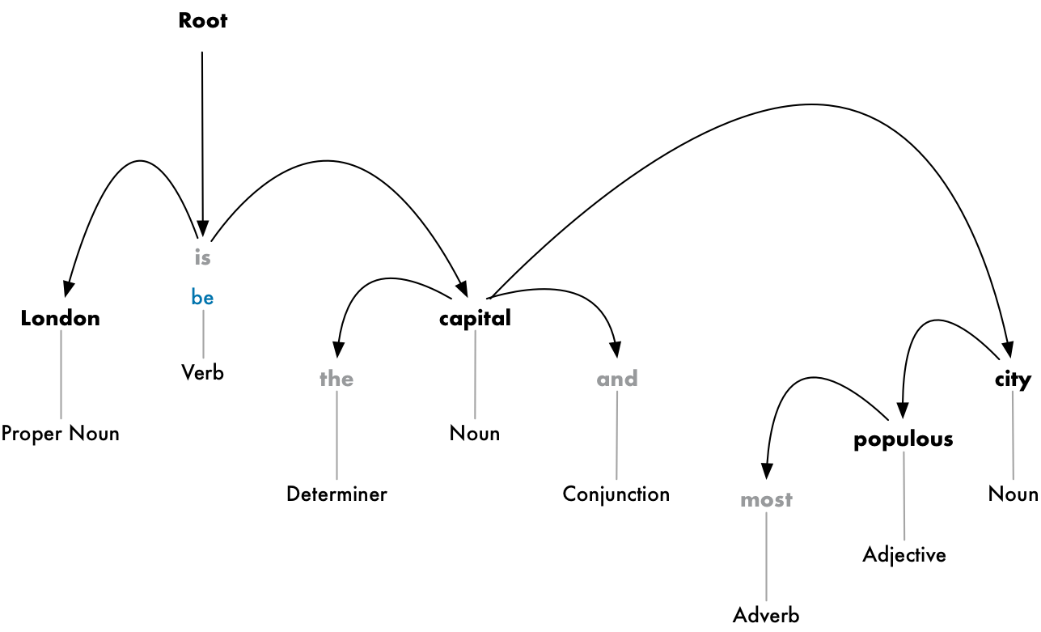 Root
is
be
London
capital
Verb
the
and
city
Proper Noun
Noun
populous
Determiner
Conjunction
most
Noun
Adjective
Adverb